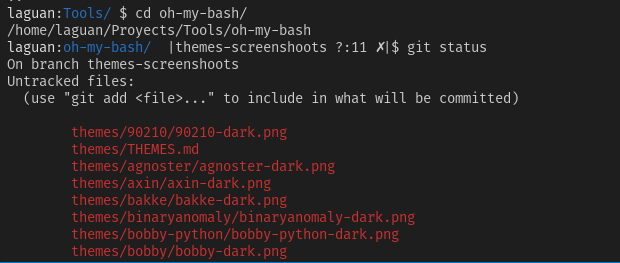 laguan:Tools/ $ cd oh-my-bash/
/home/laguan/Proyects/Tools/oh-my-bash
laguan:oh-my-bash/  |themes-screenshoots ?:11 ✗|$ git status
On branch themes-screenshoots
Untracked files:
  (use "git add <file>..." to include in what will be committed)
themes/90210/90210-dark.png
themes/THEMES.md
themes/agnoster/agnoster-dark.png
themes/axin/axin-dark.png
themes/bakke/bakke-dark.png
themes/binaryanomaly/binaryanomaly-dark.png
themes/bobby-python/bobby-python-dark.png
themes/bobby/bobby-dark.png